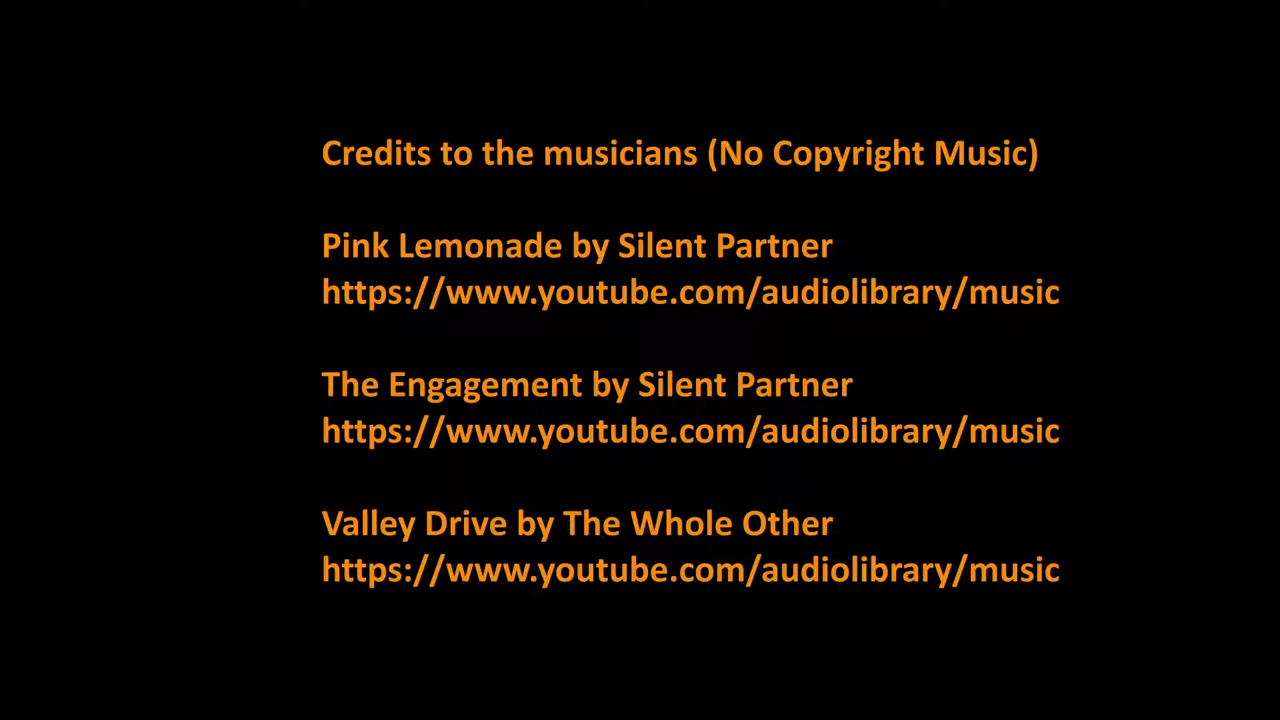 Credits to the musicians (No Copyright Music)
Pink Lemonade by Silent Partner
https://www.youtube.com/audiolibrary/music
The Engagement by Silent Partner
https://www.youtube.com/audiolibrary/music
Valley Drive by The Whole Other
https://www.youtube.com/audiolibrary/music